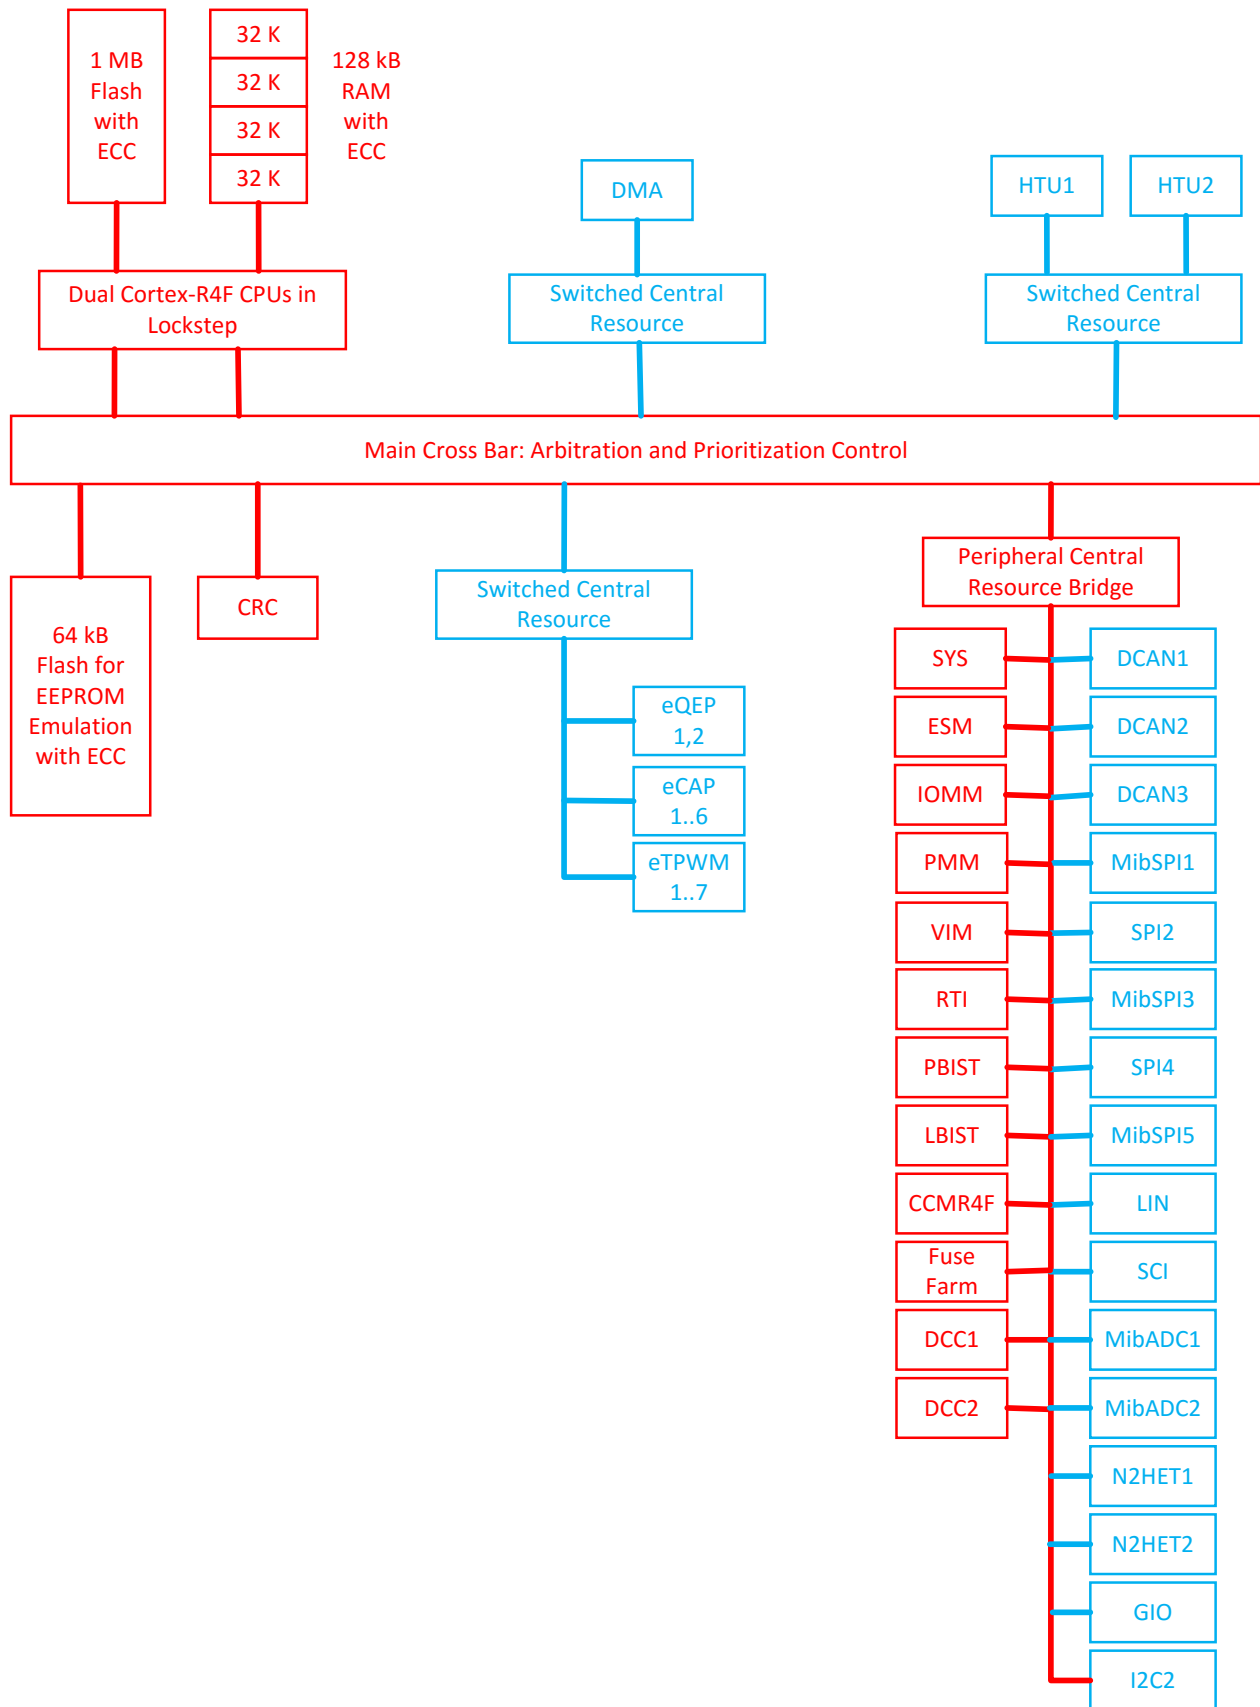 1 MB
Flash
with
ECC
32 K
32 K
32 K
32 K
128 kB
RAM
with
ECC
DMA
HTU1
HTU2
Dual Cortex-R4F CPUs in
Lockstep
Switched Central
Resource
Switched Central
Resource
Main Cross Bar: Arbitration and Prioritization Control
64 kB
Flash for
EEPROM
Emulation
with ECC
CRC
Switched Central
Resource
eQEP
1,2
eCAP
1..6
eTPWM
1..7
Peripheral Central
Resource Bridge
SYS
DCAN1
ESM
DCAN2
IOMM
DCAN3
PMM
MibSPI1
VIM
SPI2
RTI
MibSPI3
PBIST
SPI4
LBIST
MibSPI5
CCMR4F
LIN
Fuse
Farm
SCI
DCC1
MibADC1
DCC2
MibADC2
N2HET1
N2HET2
GIO
I2C2